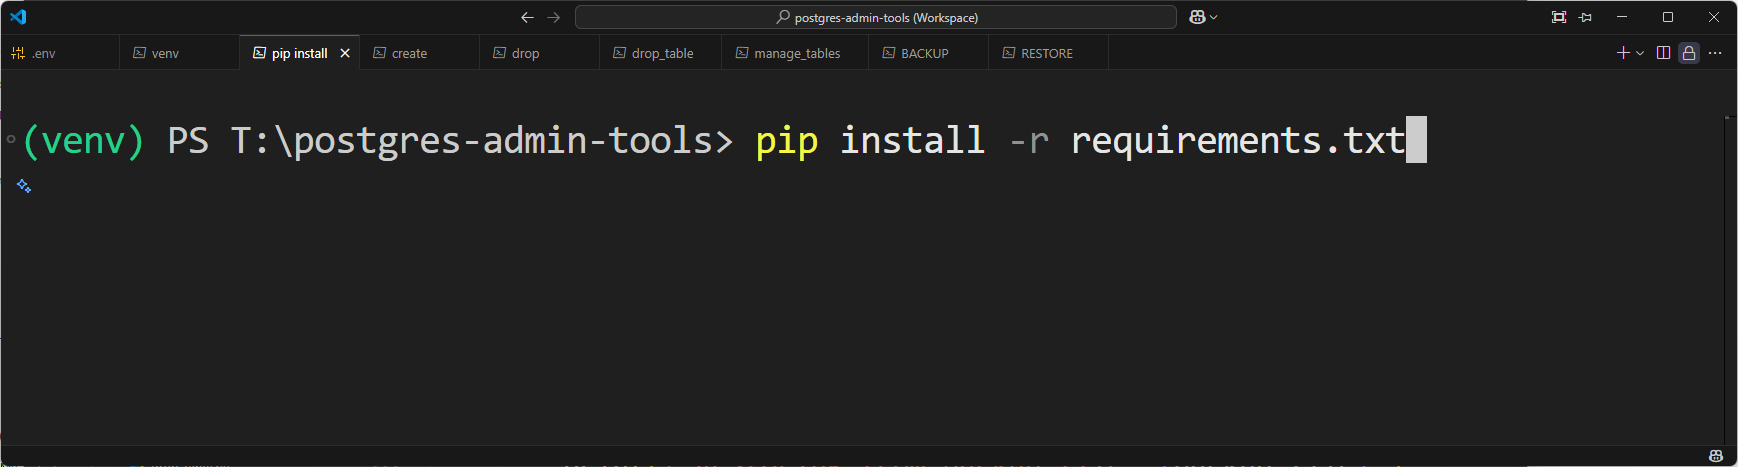 postgres-admin-tools (Workspace)
.env venv pip install create drop drop_table manage_tables BACKUP RESTORE
(venv) PS T:\postgres-admin-tools> pip install -r requirements.txt